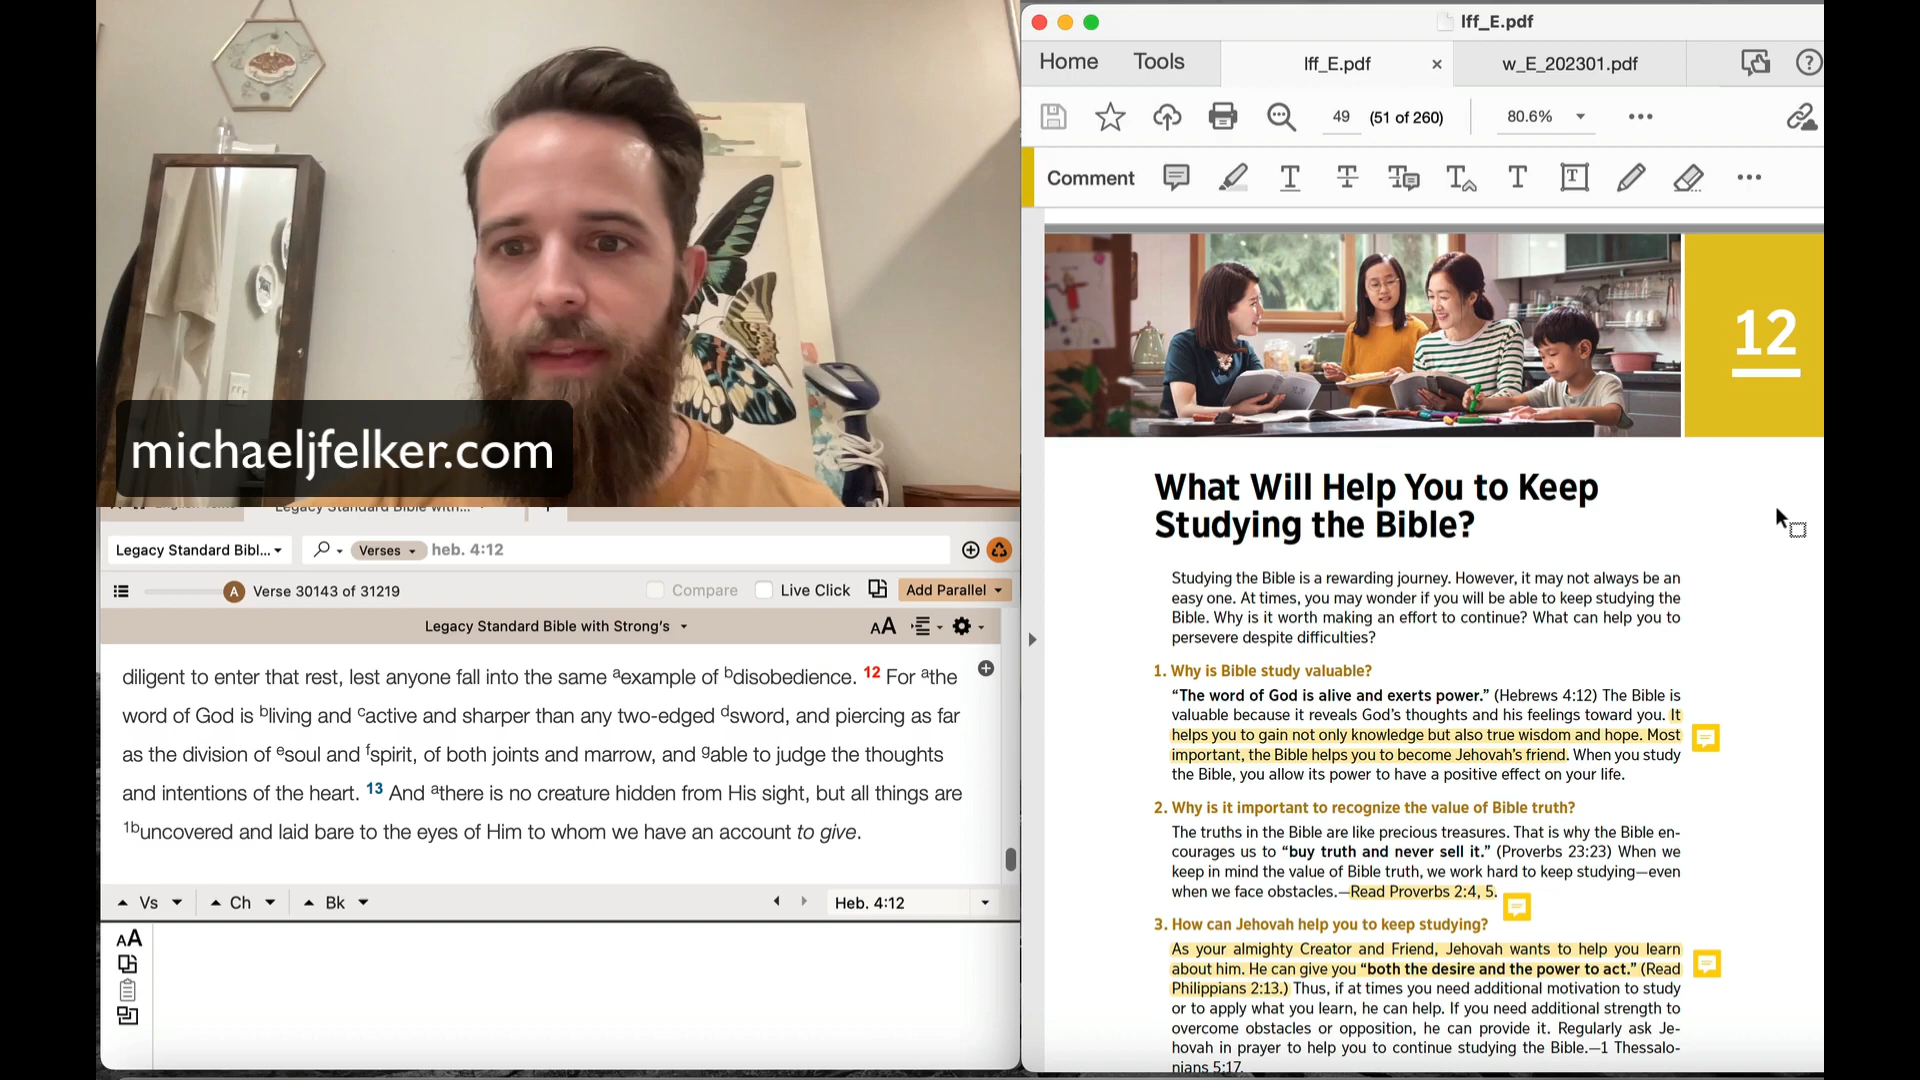 michaeljfelker.com
Legacy Standard Bibl...
Verses
heb. 4:12
A
Verse 30143 of 31219
Compare
Live Click
Add Parallel
Legacy Standard Bible with Strong's
AA
diligent to enter that rest, lest anyone fall into the same aexample of bdisobedience. 12 For athe
word of God is bliving and cactive and sharper than any two-edged dsword, and piercing as far
as the division of esoul and fspirit, of both joints and marrow, and gable to judge the thoughts
and intentions of the heart. 13 And athere is no creature hidden from His sight, but all things are
1buncovered and laid bare to the eyes of Him to whom we have an account to give.
Vs
Ch
Bk
Heb. 4:12
AA
lff_E.pdf
Home
Tools
lff_E.pdf
w_E_202301.pdf
49 (51 of 260)
80.6%
Comment
12
What Will Help You to Keep
Studying the Bible?
Studying the Bible is a rewarding journey. However, it may not always be an
easy one. At times, you may wonder if you will be able to keep studying the
Bible. Why is it worth making an effort to continue? What can help you to
persevere despite difficulties?
1. Why is Bible study valuable?
“The word of God is alive and exerts power.” (Hebrews 4:12) The Bible is
valuable because it reveals God’s thoughts and his feelings toward you. It
helps you to gain not only knowledge but also true wisdom and hope. Most
important, the Bible helps you to become Jehovah’s friend. When you study
the Bible, you allow its power to have a positive effect on your life.
2. Why is it important to recognize the value of Bible truth?
The truths in the Bible are like precious treasures. That is why the Bible en-
courages us to “buy truth and never sell it.” (Proverbs 23:23) When we
keep in mind the value of Bible truth, we work hard to keep studying—even
when we face obstacles.—Read Proverbs 2:4, 5.
3. How can Jehovah help you to keep studying?
As your almighty Creator and Friend, Jehovah wants to help you learn
about him. He can give you “both the desire and the power to act.” (Read
Philippians 2:13.) Thus, if at times you need additional motivation to study
or to apply what you learn, he can help. If you need additional strength to
overcome obstacles or opposition, he can provide it. Regularly ask Je-
hovah in prayer to help you to continue studying the Bible.—1 Thessalo-
nians 5:17.